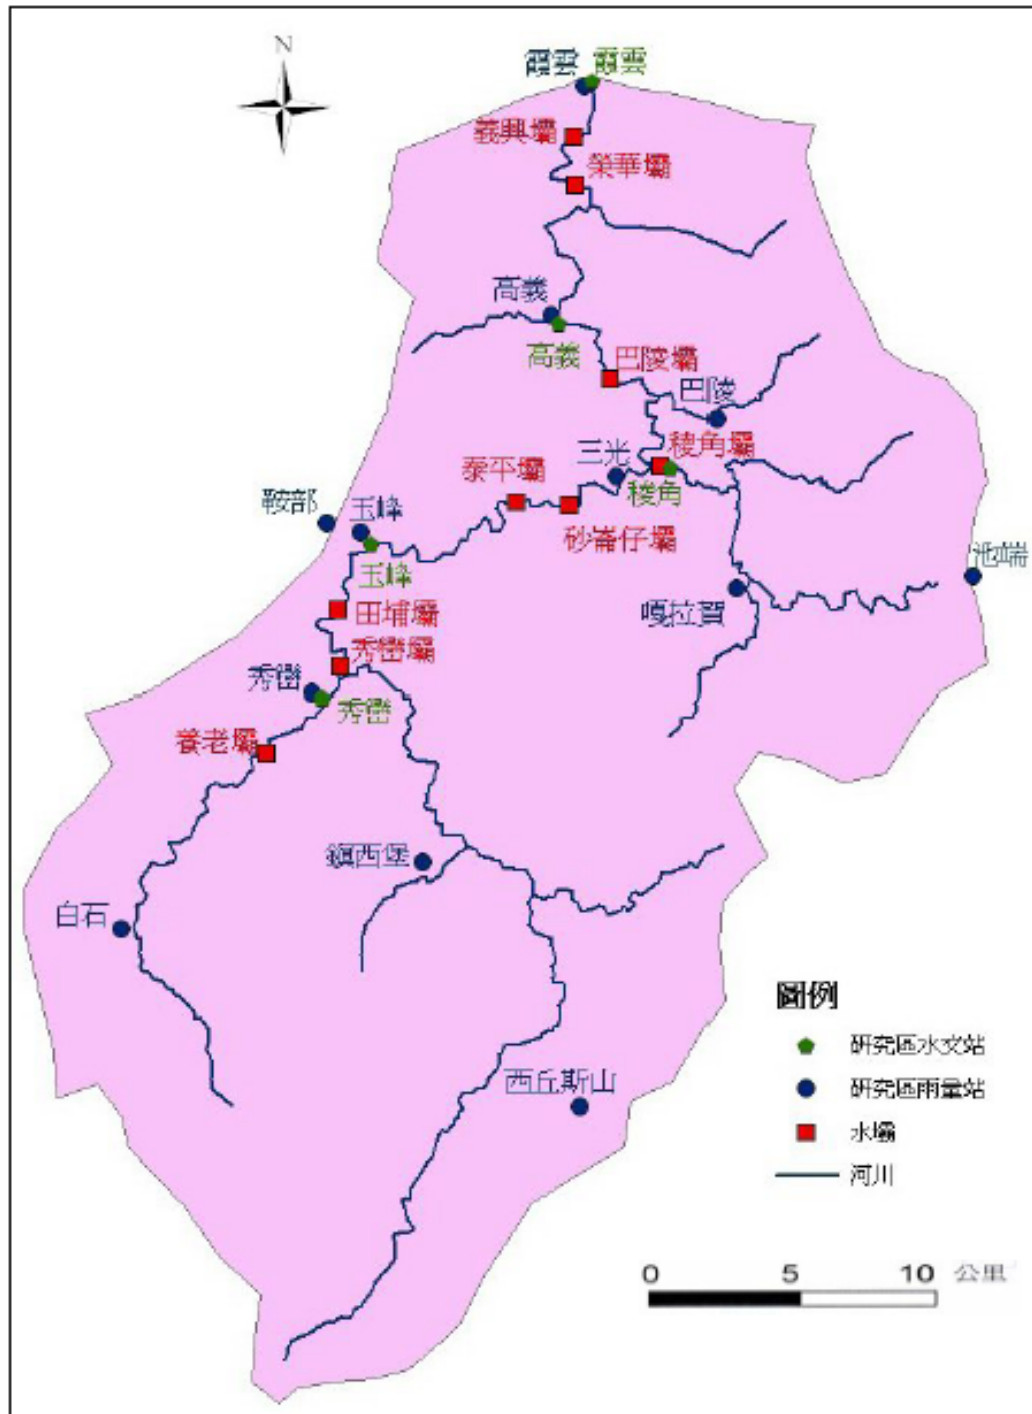 N
霞雲 霞雲
義興壩
榮華壩
高義
高義
巴陵壩
巴陵
稜角壩
三光
稜角
泰平壩
砂崙仔壩
鞍部
玉峰
玉峰
池端
嘎拉賀
田埔壩
秀巒壩
秀巒
秀巒
養老壩
鎮西堡
白石
西丘斯山
圖例
研究區水文站
研究區雨量站
水壩
河川
0 5 10 公里